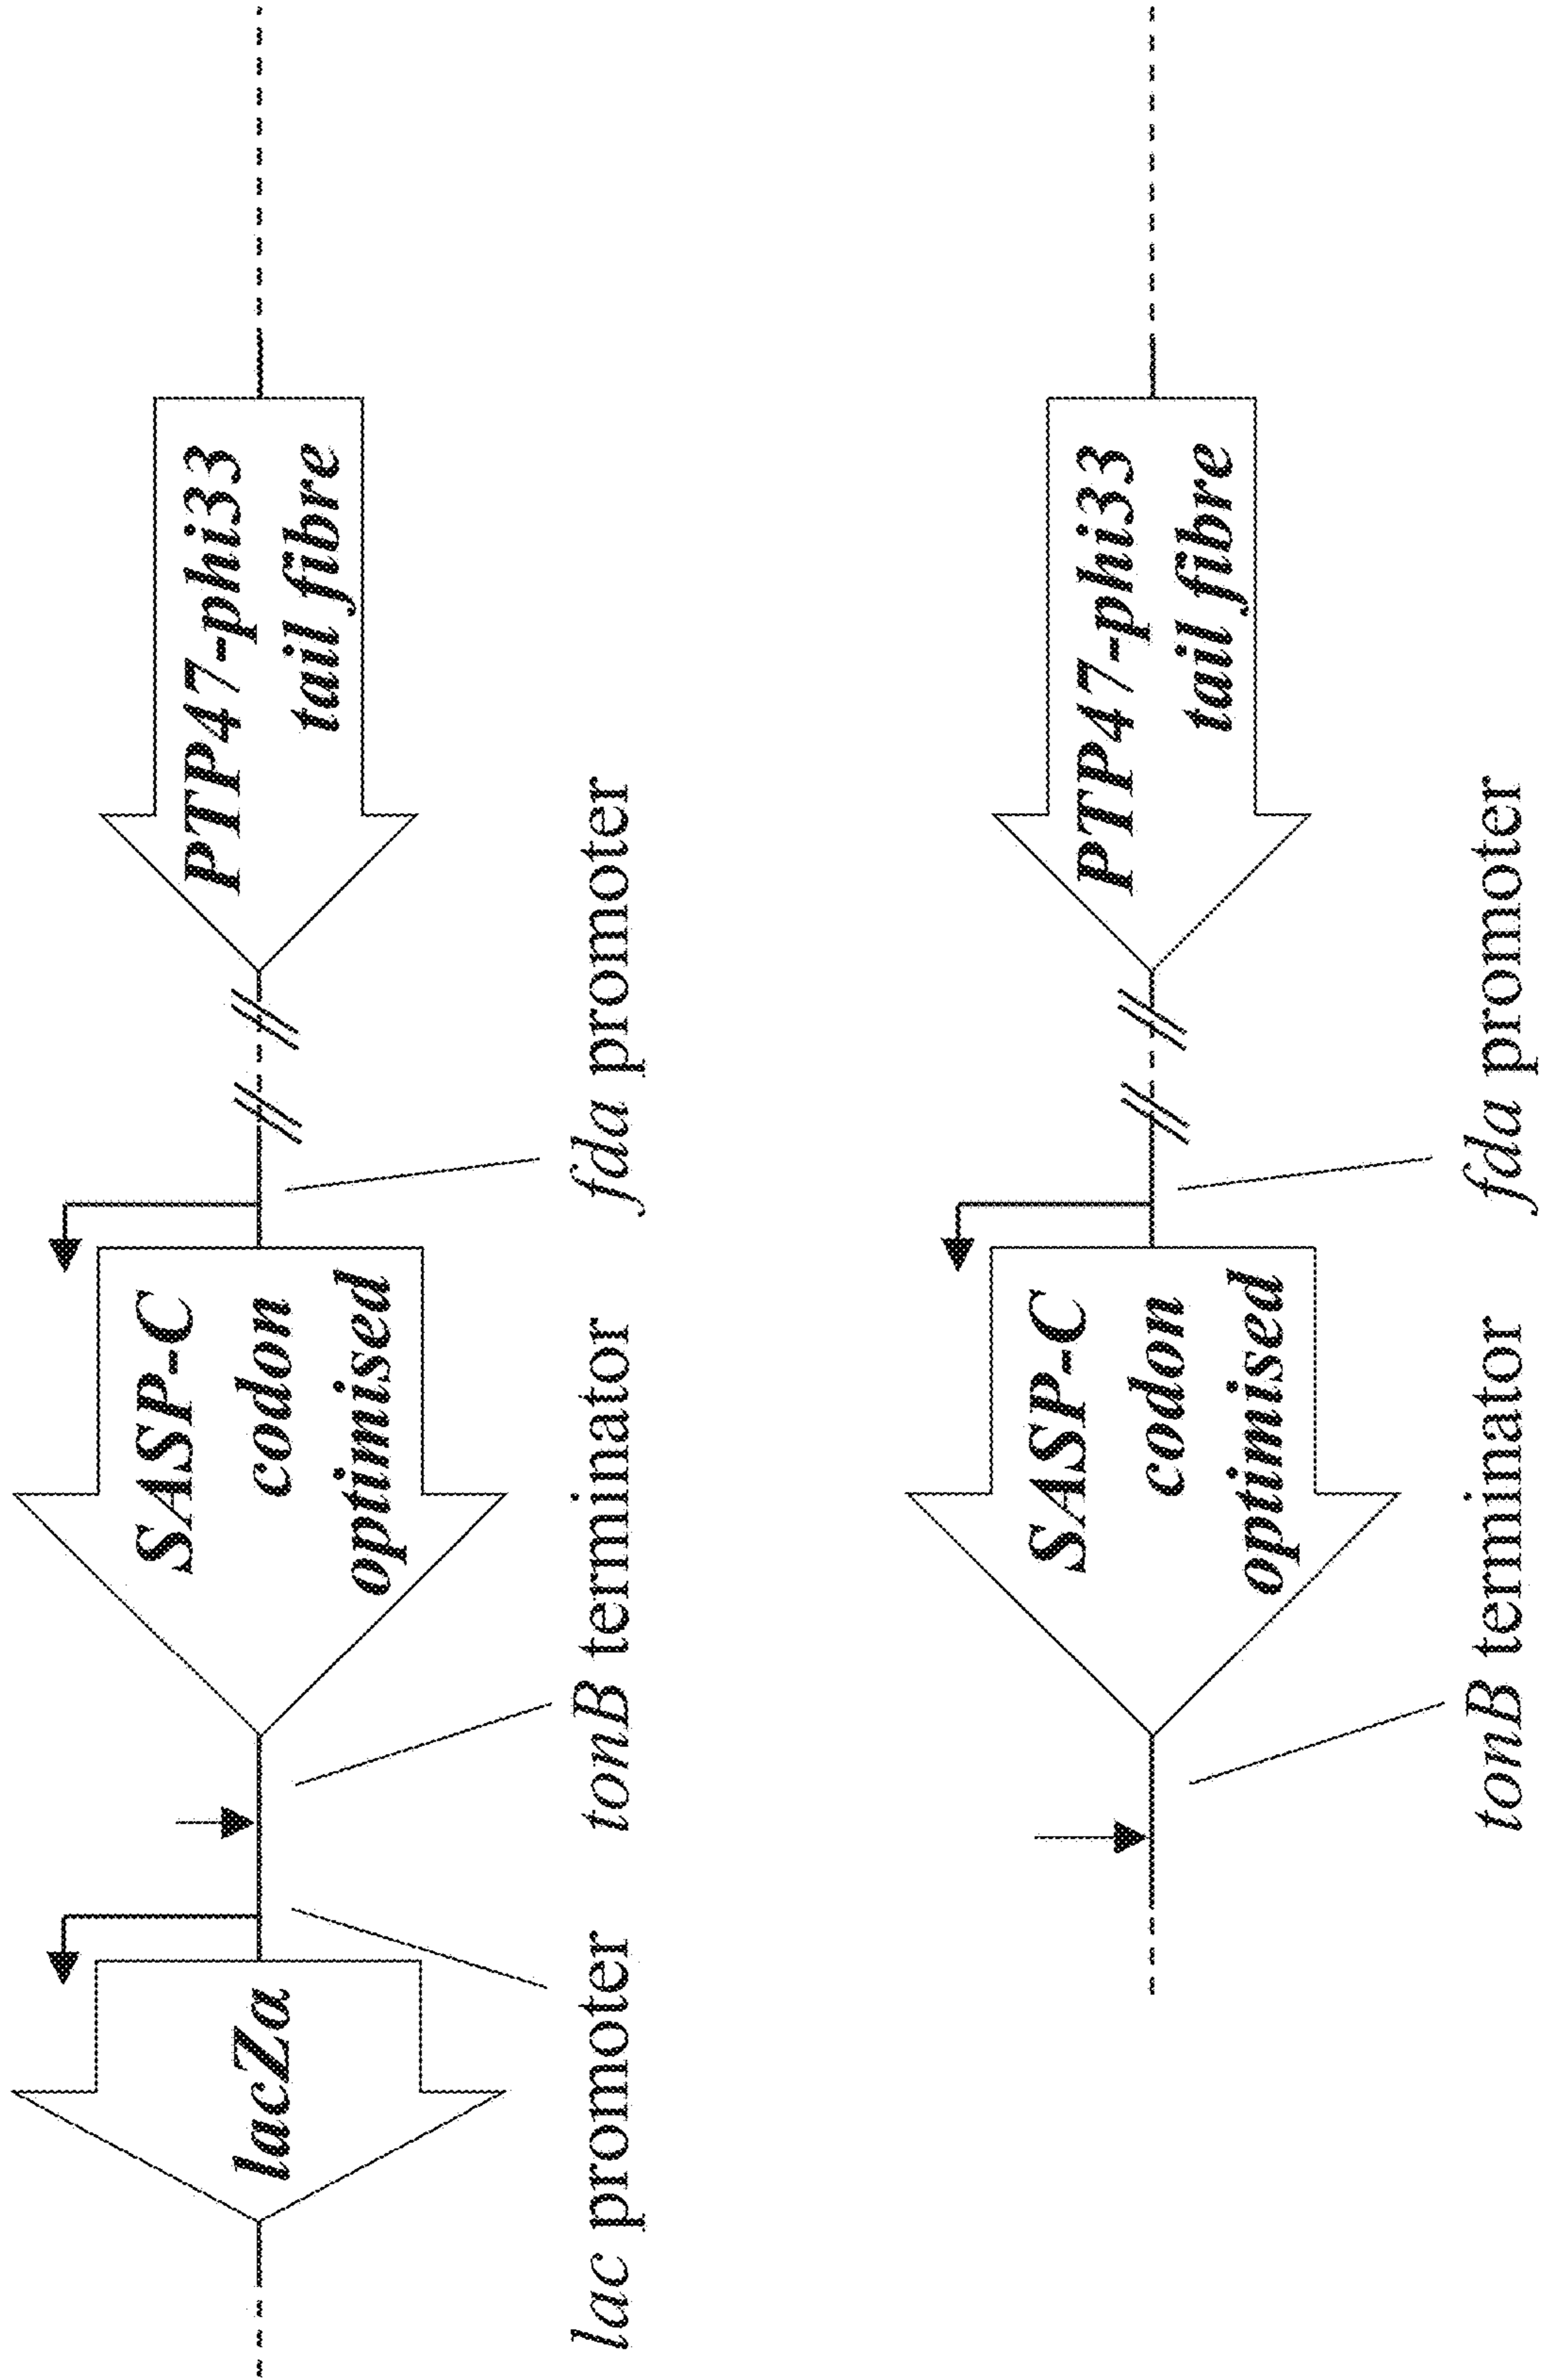 lacZa
SASP-C
codon
optimised
PTP47-phi33
tail fibre
lac promoter
tonB terminator
fda promoter
SASP-C
codon
optimised
PTP47-phi33
tail fibre
tonB terminator
fda promoter